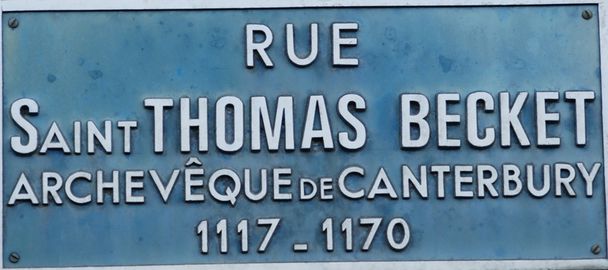 RUE
SAINT THOMAS BECKET
ARCHEVÊQUE DE CANTERBURY
1117 - 1170